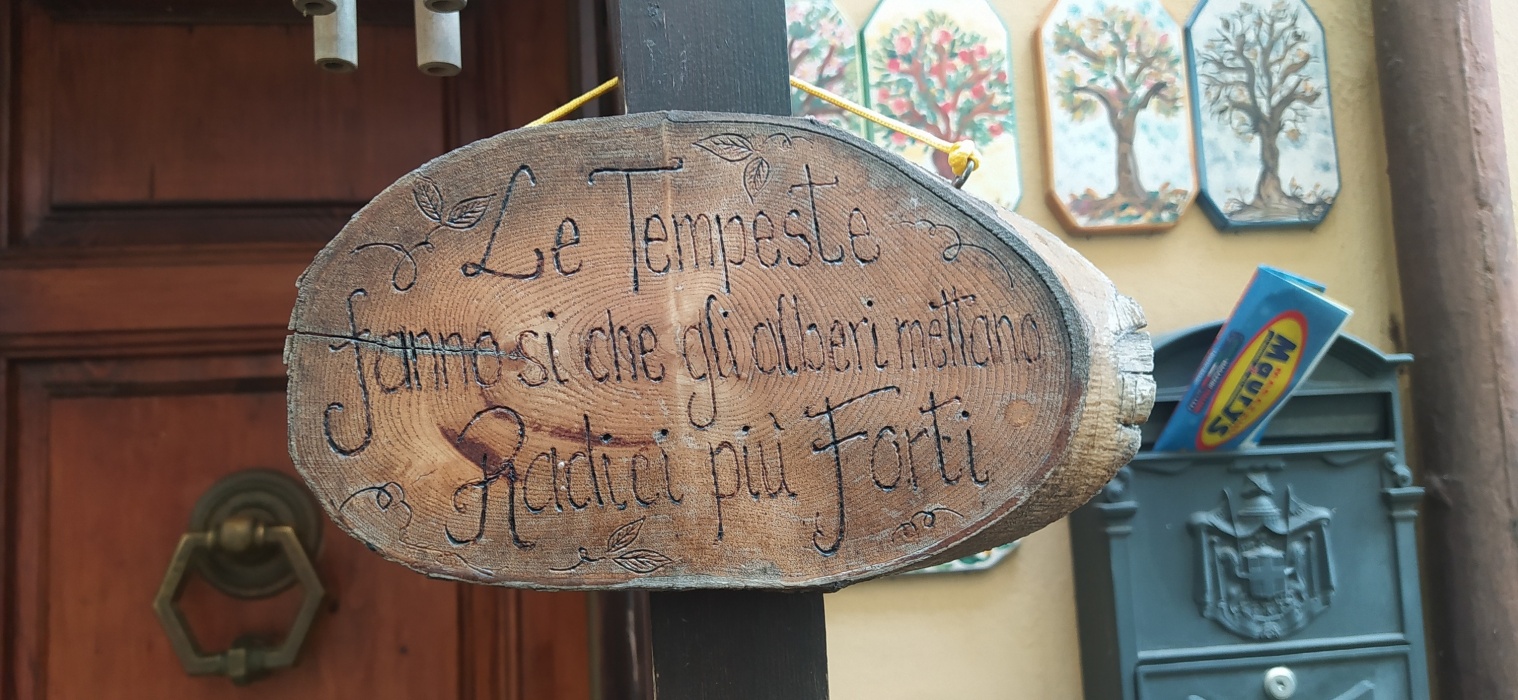 Le Tempeste
fanno si che gli alberi mettano
Radici più Forti